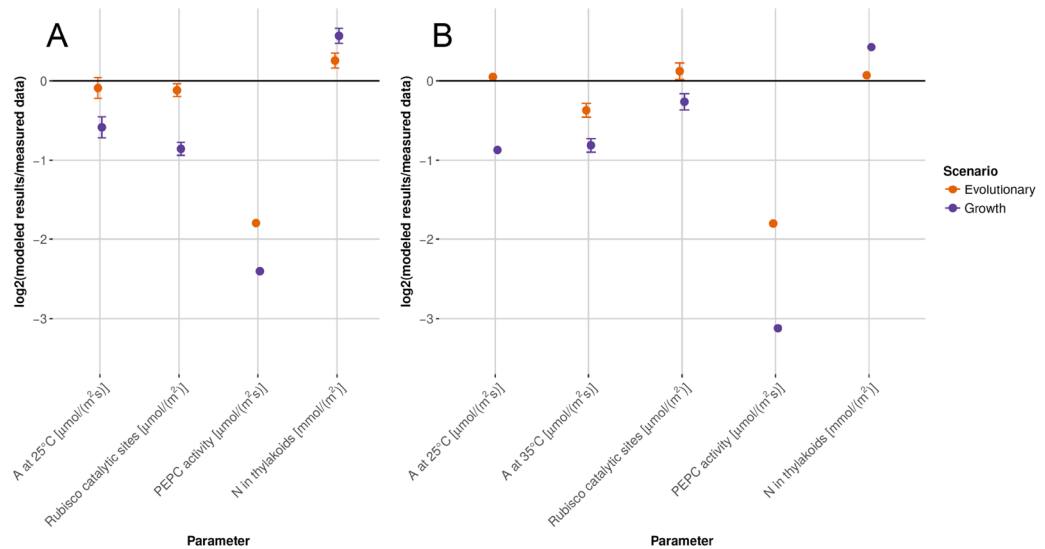 A
B
log2(modeled results/measured data)
0
−1
−2
−3
A at 25°C [μmol/(m²s)]
Rubisco catalytic sites [μmol/(m²)]
PEPC activity [μmol/(m²s)]
N in thylakoids [mmol/(m²)]
Parameter
log2(modeled results/measured data)
0
−1
−2
−3
A at 25°C [μmol/(m²s)]
A at 35°C [μmol/(m²s)]
Rubisco catalytic sites [μmol/(m²)]
PEPC activity [μmol/(m²s)]
N in thylakoids [mmol/(m²)]
Parameter
Scenario
Evolutionary
Growth